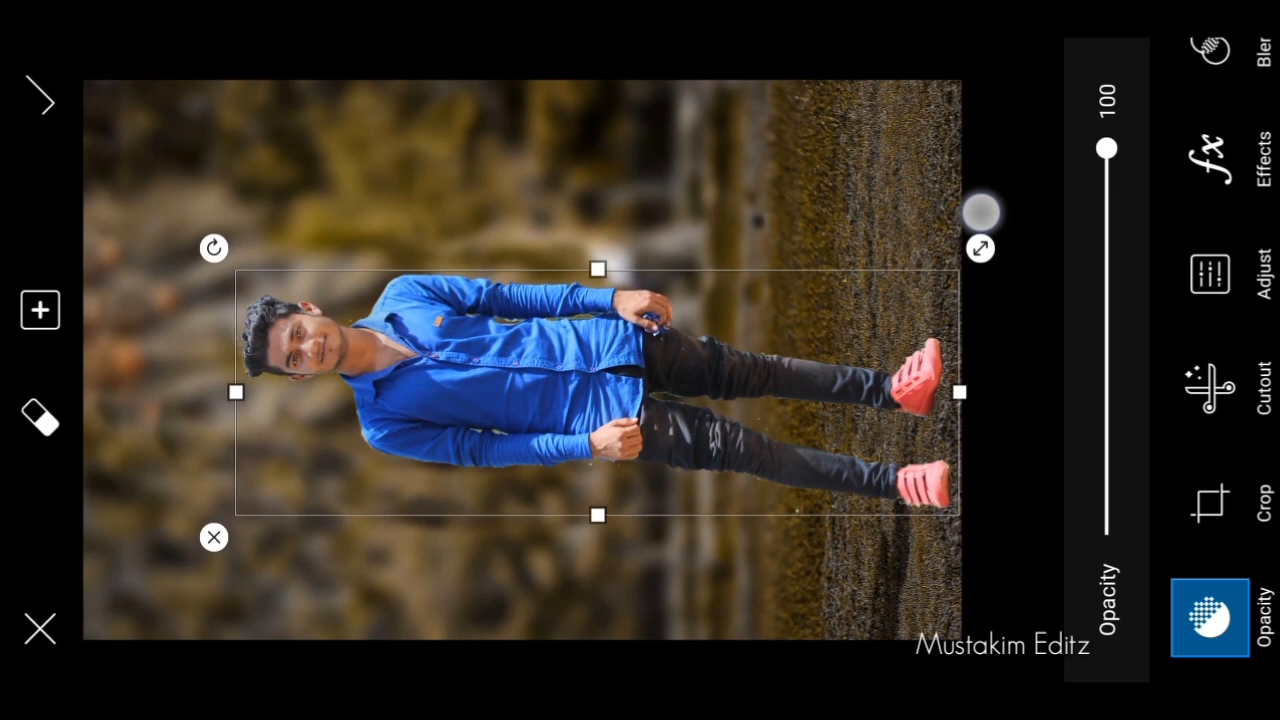 Opacity 100
Opacity
Crop
Cutout
Adjust
Effects
Bler
Mustakim Editz